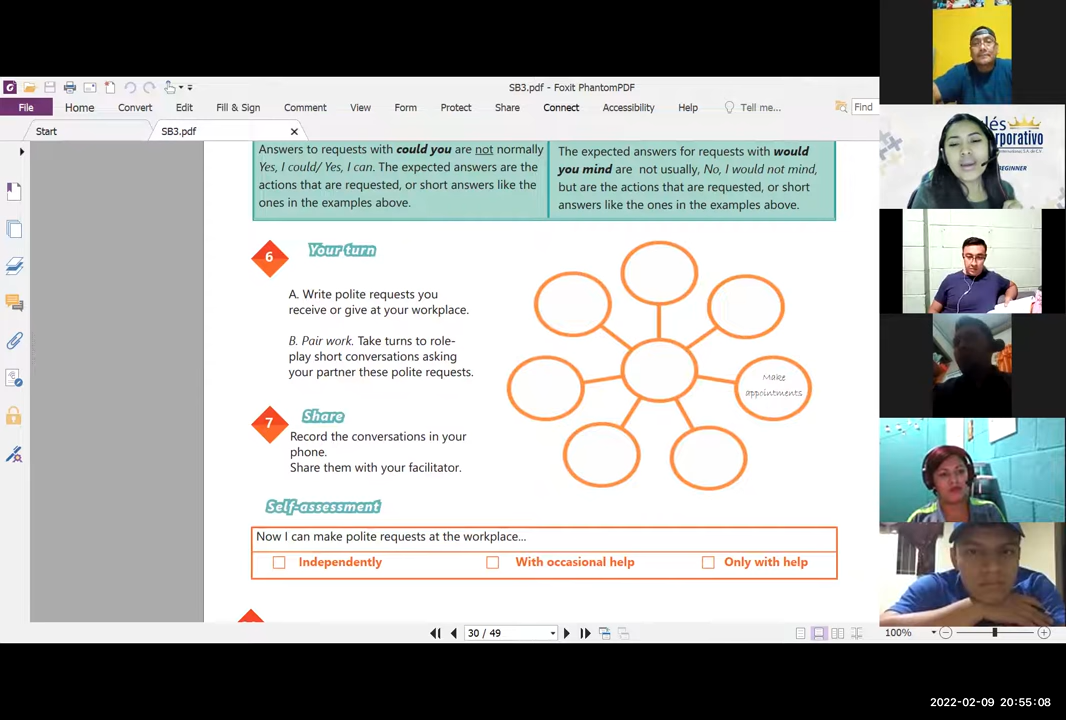 SB3.pdf - Foxit PhantomPDF
File Home Convert Edit Fill & Sign Comment View Form Protect Share Connect Accessibility Help Tell me... Find
Start SB3.pdf
Answers to requests with could you are not normally
Yes, I could/ Yes, I can. The expected answers are the
actions that are requested, or short answers like the
ones in the examples above.
The expected answers for requests with would
you mind are not usually, No, I would not mind,
but are the actions that are requested, or short
answers like the ones in the examples above.
6 Your turn
A. Write polite requests you
receive or give at your workplace.
B. Pair work. Take turns to role-
play short conversations asking
your partner these polite requests.
Make
appointments
7 Share
Record the conversations in your
phone.
Share them with your facilitator.
Self-assessment
Now I can make polite requests at the workplace...
Independently With occasional help Only with help
30 / 49
100%
lés
orporativo
International, S.A. de C.V.
BEGINNER
2022-02-09 20:55:08